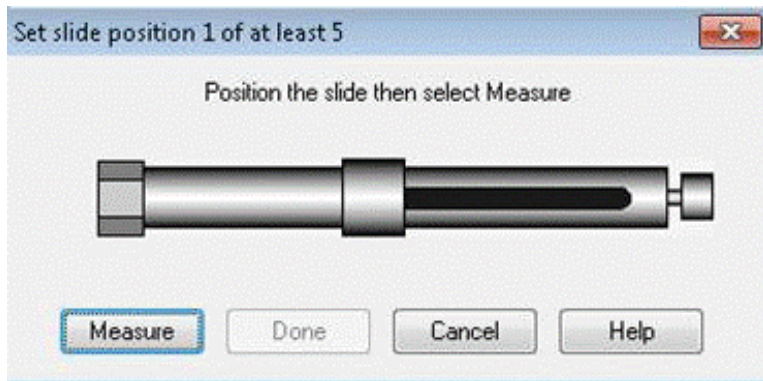 Set slide position 1 of at least 5
Position the slide then select Measure
Measure Done Cancel Help